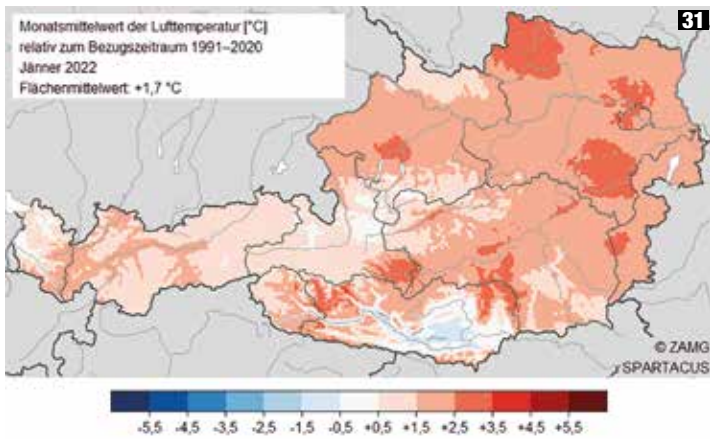 Monatsmittelwert der Lufttemperatur [°C]
relativ zum Bezugszeitraum 1991–2020
Jänner 2022
Flächenmittelwert: +1,7 °C
31
© ZAMG
SPARTACUS
-5,5 -4,5 -3,5 -2,5 -1,5 -0,5 +0,5 +1,5 +2,5 +3,5 +4,5 +5,5